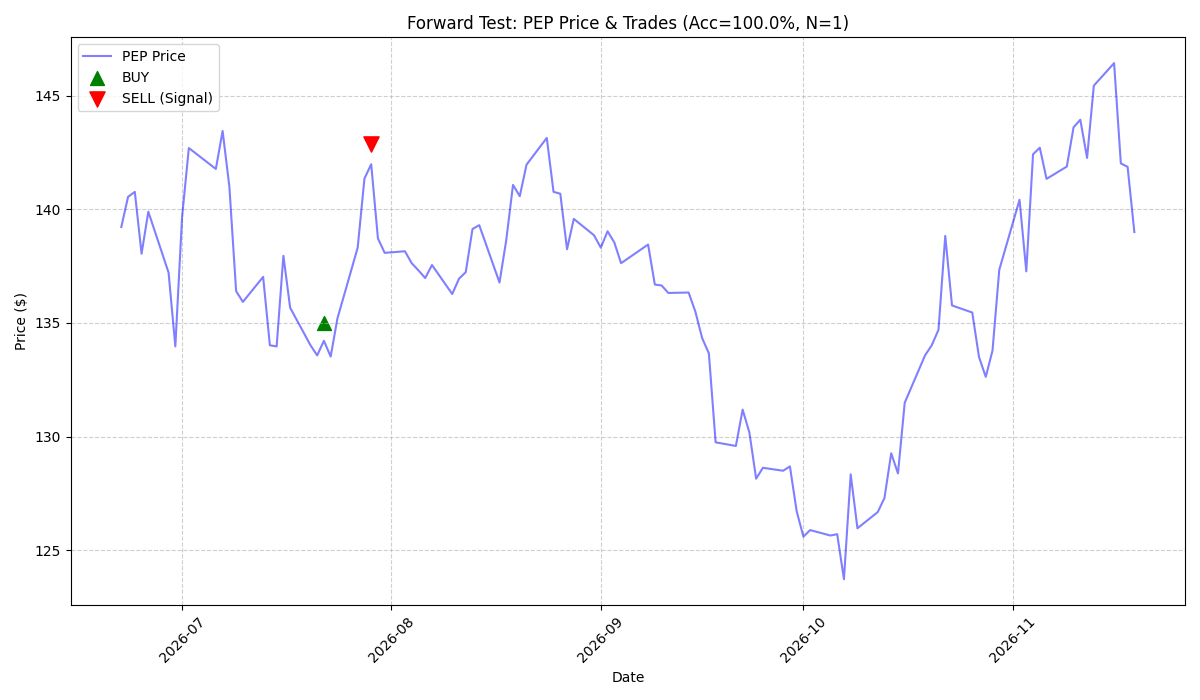 Forward Test: PEP Price & Trades (Acc=100.0%, N=1)
PEP Price
BUY
SELL (Signal)
Price ($)
145
140
135
130
125
2026-07
2026-08
2026-09
2026-10
2026-11
Date